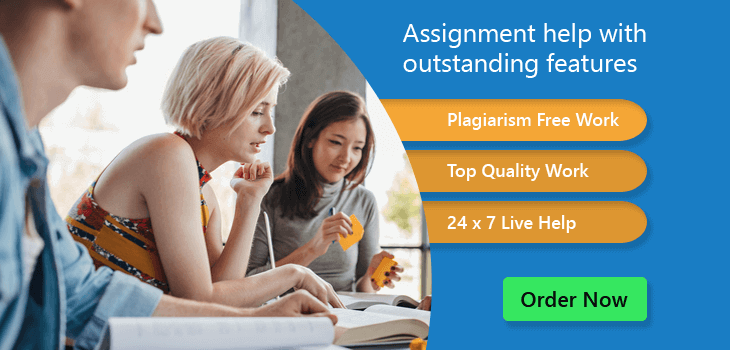 Assignment help with
outstanding features
Plagiarism Free Work
Top Quality Work
24 x 7 Live Help
Order Now